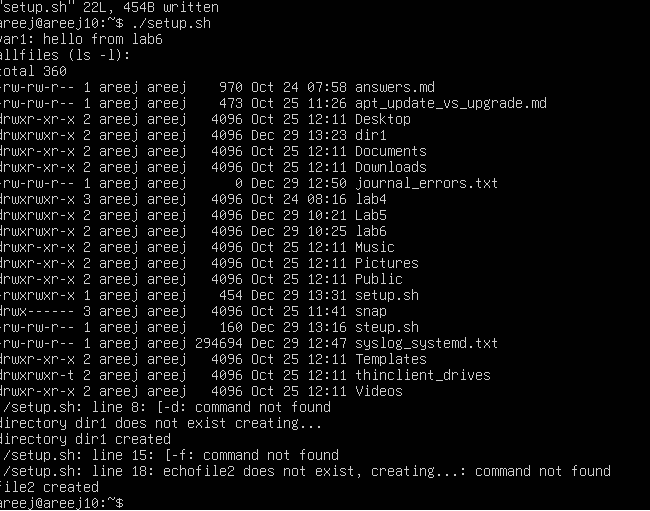 "setup.sh" 22L, 454B written
areej@areej10:~$ ./setup.sh
var1: hello from lab6
allfiles (ls -l):
total 360
-rw-rw-r-- 1 areej areej    970 Oct 24 07:58 answers.md
-rw-rw-r-- 1 areej areej    473 Oct 25 11:26 apt_update_vs_upgrade.md
drwxr-xr-x 2 areej areej   4096 Oct 25 12:11 Desktop
drwxrwxr-x 2 areej areej   4096 Dec 29 13:23 dir1
drwxr-xr-x 2 areej areej   4096 Oct 25 12:11 Documents
drwxr-xr-x 2 areej areej   4096 Oct 25 12:11 Downloads
-rw-rw-r-- 1 areej areej      0 Dec 29 12:50 journal_errors.txt
drwxrwxr-x 3 areej areej   4096 Oct 24 08:16 lab4
drwxrwxr-x 2 areej areej   4096 Dec 29 10:21 Lab5
drwxrwxr-x 2 areej areej   4096 Dec 29 10:25 lab6
drwxr-xr-x 2 areej areej   4096 Oct 25 12:11 Music
drwxr-xr-x 2 areej areej   4096 Oct 25 12:11 Pictures
drwxr-xr-x 2 areej areej   4096 Oct 25 12:11 Public
-rwxrwxr-x 1 areej areej    454 Dec 29 13:31 setup.sh
drwx------ 3 areej areej   4096 Oct 25 11:41 snap
-rw-rw-r-- 1 areej areej    160 Dec 29 13:16 steup.sh
-rw-rw-r-- 1 areej areej 294694 Dec 29 12:47 syslog_systemd.txt
drwxr-xr-x 2 areej areej   4096 Oct 25 12:11 Templates
drwxrwxr-t 2 areej areej   4096 Oct 25 12:11 thinclient_drives
drwxr-xr-x 2 areej areej   4096 Oct 25 12:11 Videos
./setup.sh: line 8: [-d: command not found
directory dir1 does not exist creating...
directory dir1 created
./setup.sh: line 15: [-f: command not found
./setup.sh: line 18: echofile2 does not exist, creating...: command not found
file2 created
areej@areej10:~$